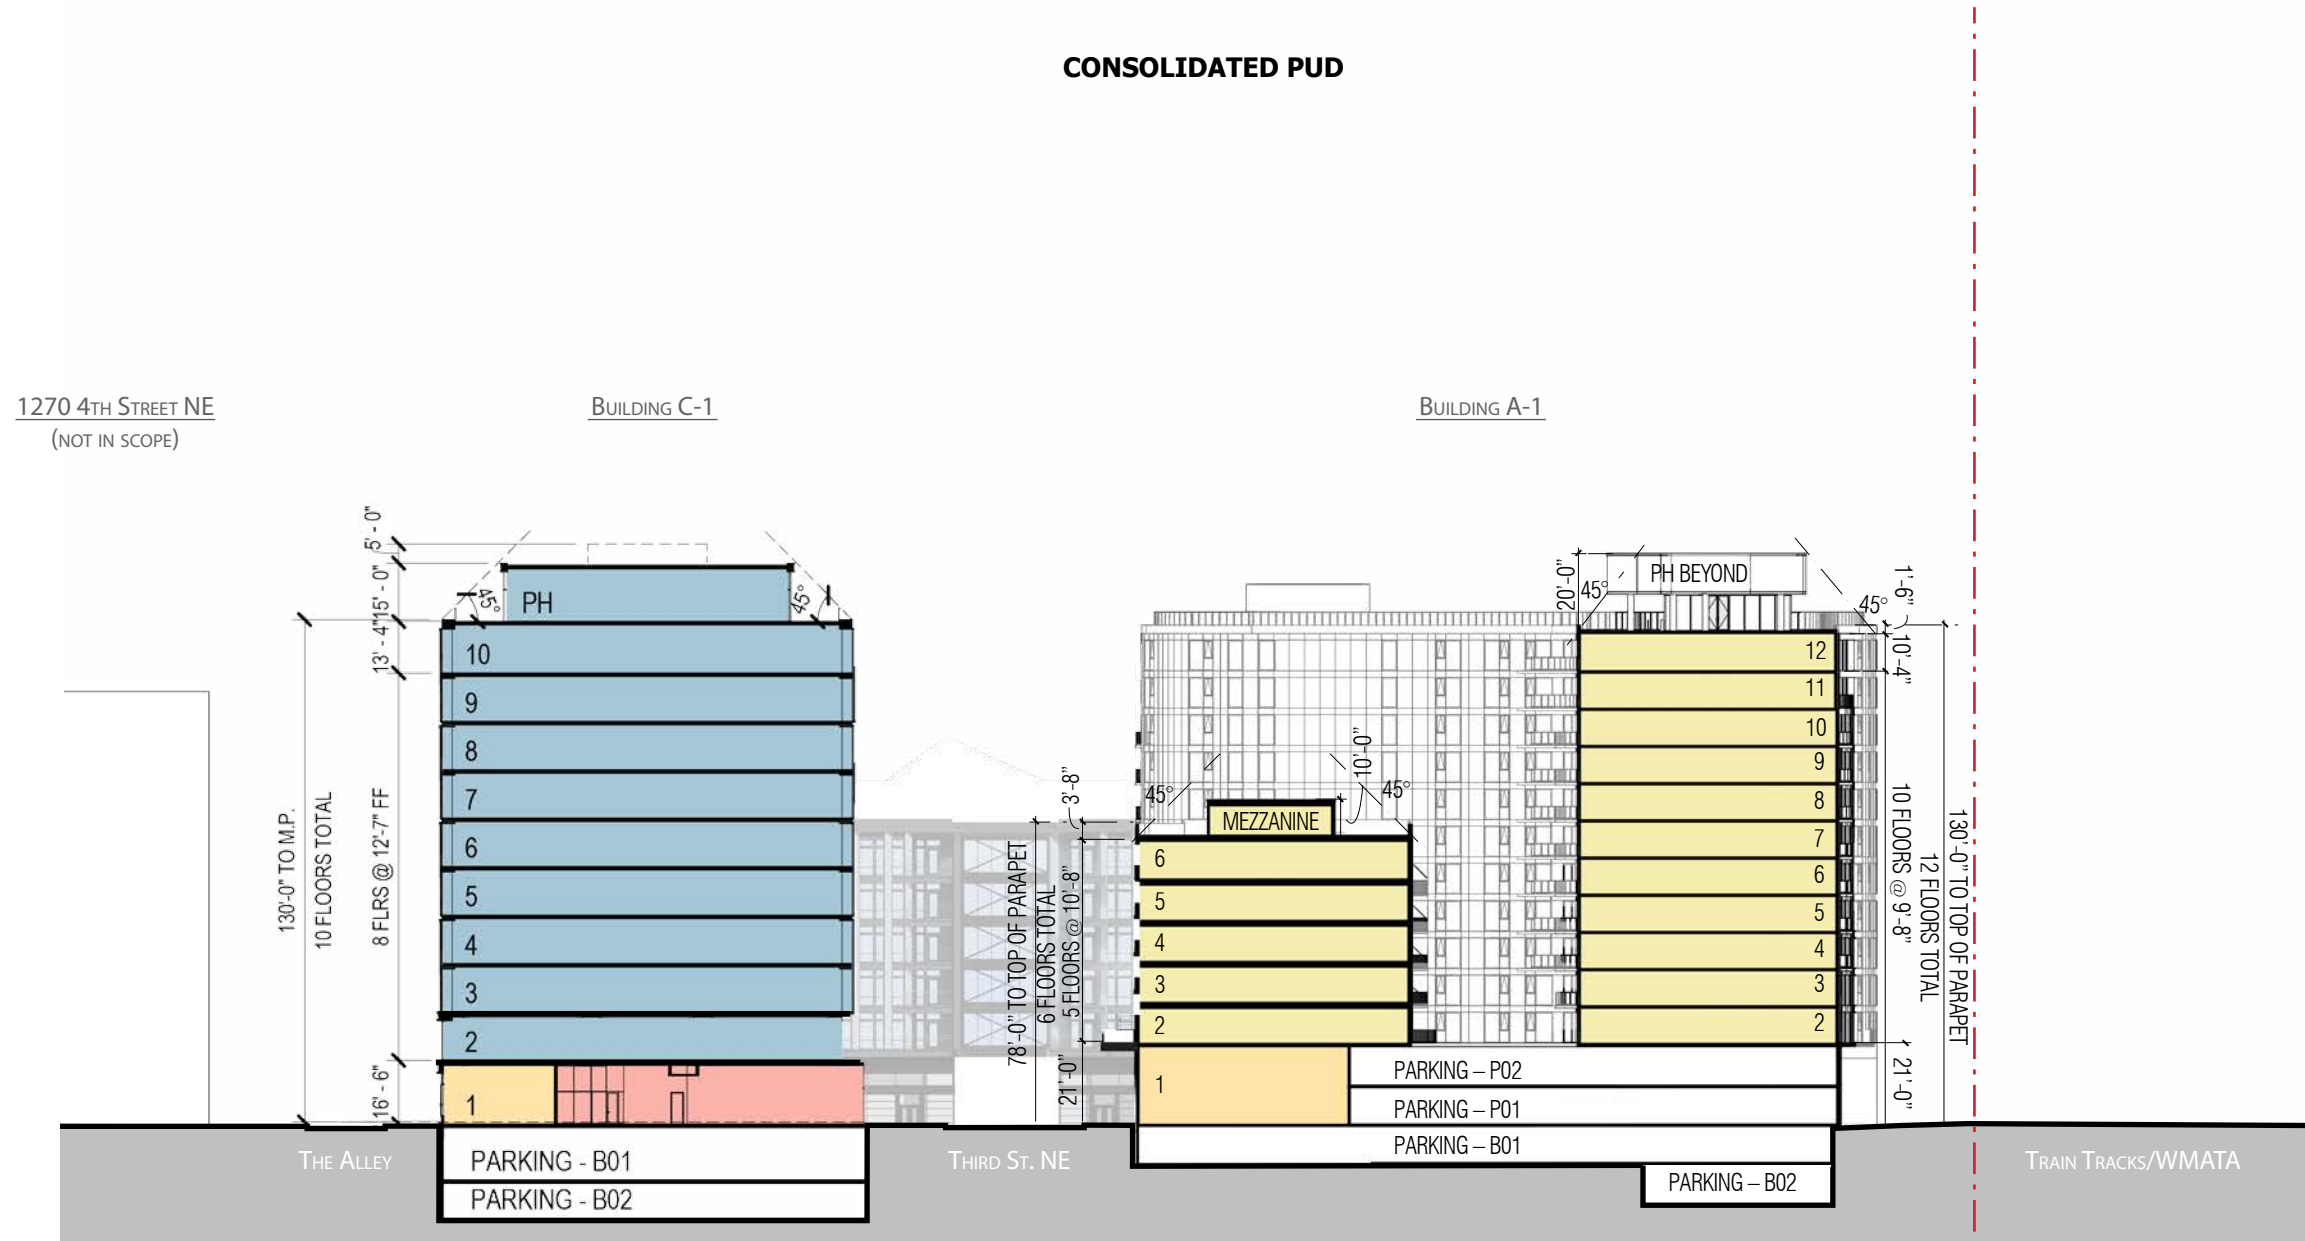 CONSOLIDATED PUD
1270 4TH STREET NE
(NOT IN SCOPE)
BUILDING C-1
BUILDING A-1
5' - 0"
15' - 0"
13' - 4"
8 FLRS @ 12'-7" FF
16' - 6"
130'-0" TO M.P.
10 FLOORS TOTAL
45°
45°
PH
10
9
8
7
6
5
4
3
2
1
PARKING - B01
PARKING - B02
THE ALLEY
THIRD ST. NE
3'-8"
78'-0" TO TOP OF PARAPET
6 FLOORS TOTAL
5 FLOORS @ 10'-8"
21'-0"
45°
10'-0"
45°
MEZZANINE
6
5
4
3
2
1
20'-0"
45°
PH BEYOND
45°
1'-6"
10'-4"
12
11
10
9
8
7
6
5
4
3
2
10 FLOORS @ 9'-8"
12 FLOORS TOTAL
130'-0" TO TOP OF PARAPET
21'-0"
PARKING – P02
PARKING – P01
PARKING – B01
PARKING – B02
TRAIN TRACKS/WMATA